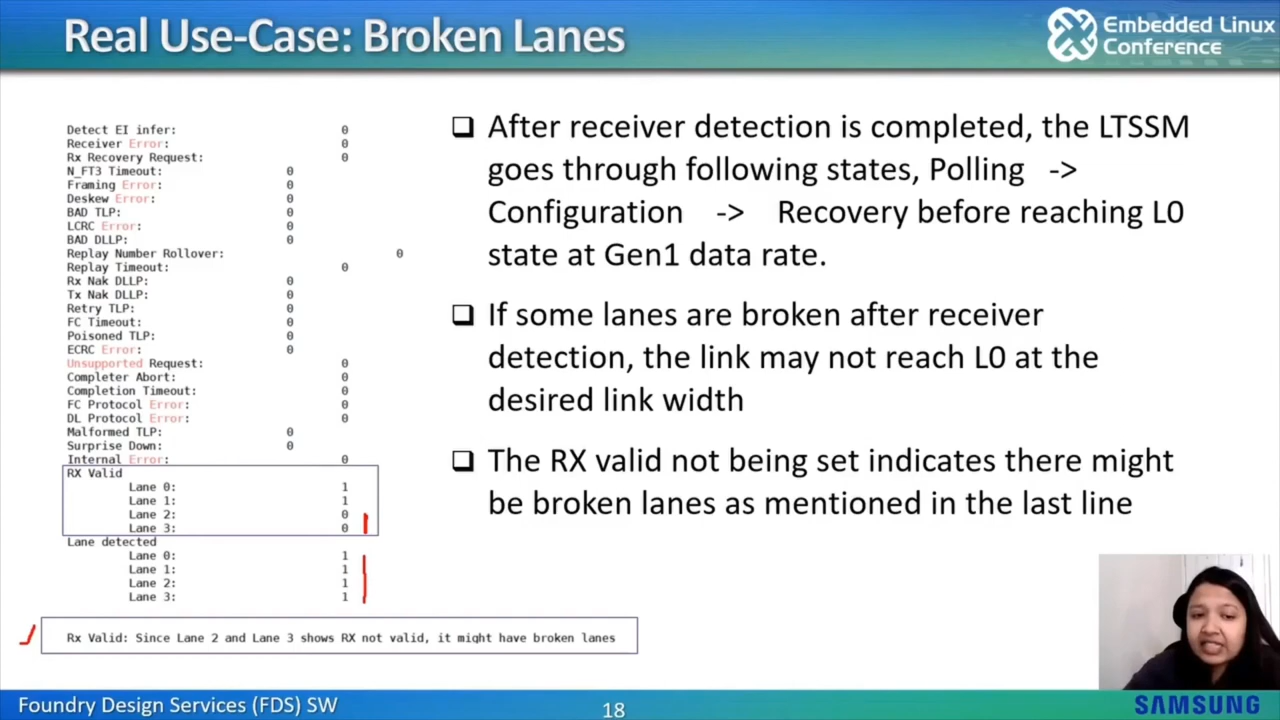 Real Use-Case: Broken Lanes
Embedded Linux
Conference
Detect EI infer: 0
Receiver Error: 0
Rx Recovery Request: 0
N_FT3 Timeout: 0
Framing Error: 0
Deskew Error: 0
BAD TLP: 0
LCRC Error: 0
BAD DLLP: 0
Replay Number Rollover: 0
Replay Timeout: 0
Rx Nak DLLP: 0
Tx Nak DLLP: 0
Retry TLP: 0
FC Timeout: 0
Poisoned TLP: 0
ECRC Error: 0
Unsupported Request: 0
Completer Abort: 0
Completion Timeout: 0
FC Protocol Error: 0
DL Protocol Error: 0
Malformed TLP: 0
Surprise Down: 0
Internal Error: 0
RX Valid
Lane 0: 1
Lane 1: 1
Lane 2: 0
Lane 3: 0
Lane detected
Lane 0: 1
Lane 1: 1
Lane 2: 1
Lane 3: 1
Rx Valid: Since Lane 2 and Lane 3 shows RX not valid, it might have broken lanes
After receiver detection is completed, the LTSSM
goes through following states, Polling ->
Configuration -> Recovery before reaching L0
state at Gen1 data rate.
If some lanes are broken after receiver
detection, the link may not reach L0 at the
desired link width
The RX valid not being set indicates there might
be broken lanes as mentioned in the last line
Foundry Design Services (FDS) SW
18
SAMSUNG